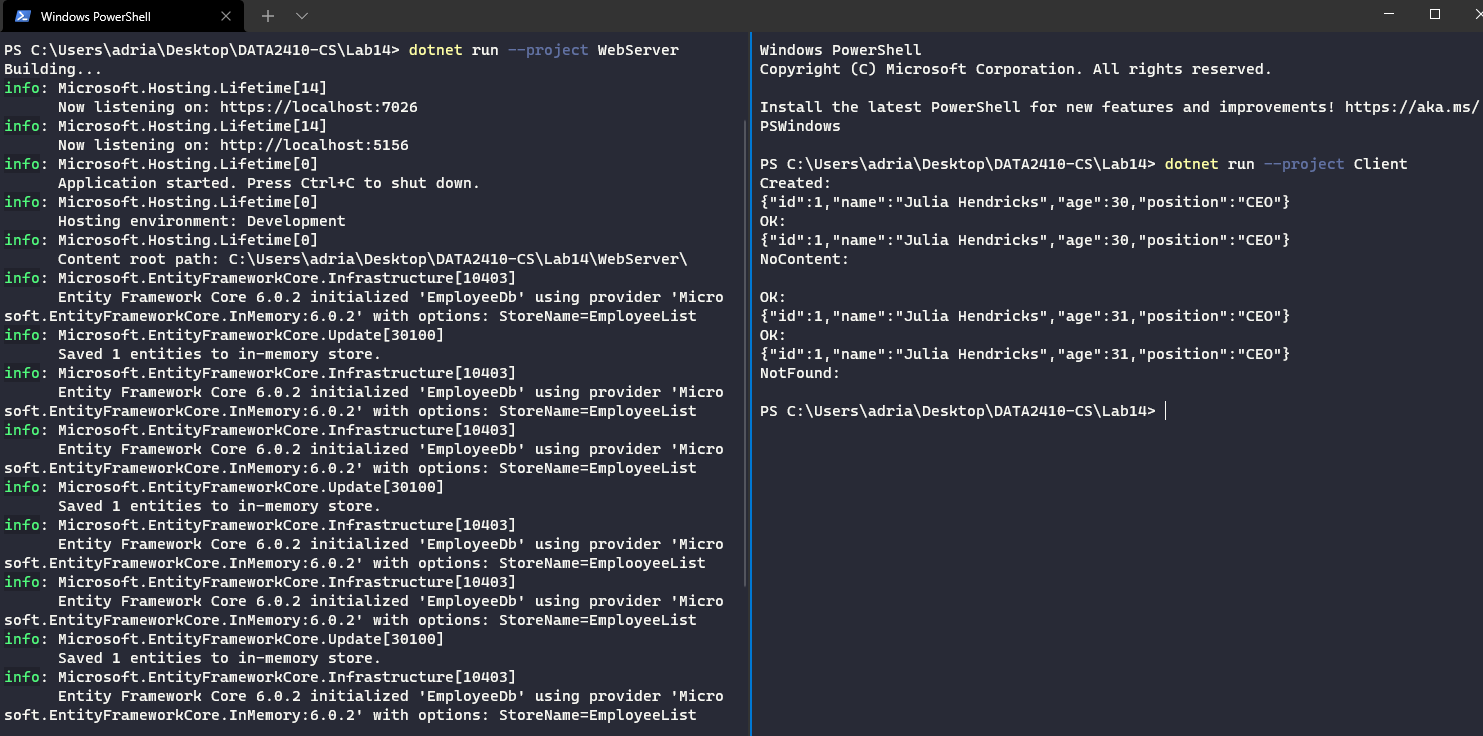 Windows PowerShell
PS C:\Users\adria\Desktop\DATA2410-CS\Lab14> dotnet run --project WebServer
Building...
info: Microsoft.Hosting.Lifetime[14]
      Now listening on: https://localhost:7026
info: Microsoft.Hosting.Lifetime[14]
      Now listening on: http://localhost:5156
info: Microsoft.Hosting.Lifetime[0]
      Application started. Press Ctrl+C to shut down.
info: Microsoft.Hosting.Lifetime[0]
      Hosting environment: Development
info: Microsoft.Hosting.Lifetime[0]
      Content root path: C:\Users\adria\Desktop\DATA2410-CS\Lab14\WebServer\
info: Microsoft.EntityFrameworkCore.Infrastructure[10403]
      Entity Framework Core 6.0.2 initialized 'EmployeeDb' using provider 'Micro
soft.EntityFrameworkCore.InMemory:6.0.2' with options: StoreName=EmployeeList
info: Microsoft.EntityFrameworkCore.Update[30100]
      Saved 1 entities to in-memory store.
info: Microsoft.EntityFrameworkCore.Infrastructure[10403]
      Entity Framework Core 6.0.2 initialized 'EmployeeDb' using provider 'Micro
soft.EntityFrameworkCore.InMemory:6.0.2' with options: StoreName=EmployeeList
info: Microsoft.EntityFrameworkCore.Infrastructure[10403]
      Entity Framework Core 6.0.2 initialized 'EmployeeDb' using provider 'Micro
soft.EntityFrameworkCore.InMemory:6.0.2' with options: StoreName=EmployeeList
info: Microsoft.EntityFrameworkCore.Update[30100]
      Saved 1 entities to in-memory store.
info: Microsoft.EntityFrameworkCore.Infrastructure[10403]
      Entity Framework Core 6.0.2 initialized 'EmployeeDb' using provider 'Micro
soft.EntityFrameworkCore.InMemory:6.0.2' with options: StoreName=EmplooyeeList
info: Microsoft.EntityFrameworkCore.Infrastructure[10403]
      Entity Framework Core 6.0.2 initialized 'EmployeeDb' using provider 'Micro
soft.EntityFrameworkCore.InMemory:6.0.2' with options: StoreName=EmployeeList
info: Microsoft.EntityFrameworkCore.Update[30100]
      Saved 1 entities to in-memory store.
info: Microsoft.EntityFrameworkCore.Infrastructure[10403]
      Entity Framework Core 6.0.2 initialized 'EmployeeDb' using provider 'Micro
soft.EntityFrameworkCore.InMemory:6.0.2' with options: StoreName=EmployeeList
Windows PowerShell
Copyright (C) Microsoft Corporation. All rights reserved.
Install the latest PowerShell for new features and improvements! https://aka.ms/
PSWindows
PS C:\Users\adria\Desktop\DATA2410-CS\Lab14> dotnet run --project Client
Created:
{"id":1,"name":"Julia Hendricks","age":30,"position":"CEO"}
OK:
{"id":1,"name":"Julia Hendricks","age":30,"position":"CEO"}
NoContent:
OK:
{"id":1,"name":"Julia Hendricks","age":31,"position":"CEO"}
OK:
{"id":1,"name":"Julia Hendricks","age":31,"position":"CEO"}
NotFound:
PS C:\Users\adria\Desktop\DATA2410-CS\Lab14>